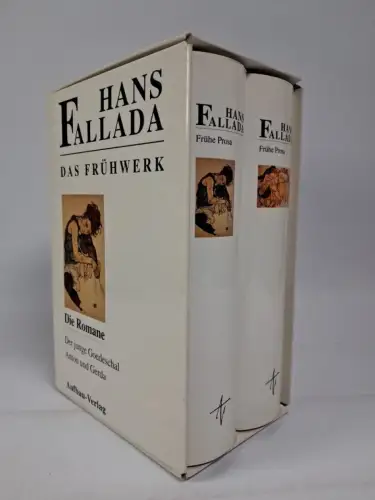 HANS
FALLADA
DAS FRÜHWERK
Die Romane
Der junge Goedeschal
Anton und Gerda
Aufbau-Verlag
HANS
FALLADA
Frühe Prosa
HANS
FALLADA
Frühe Prosa